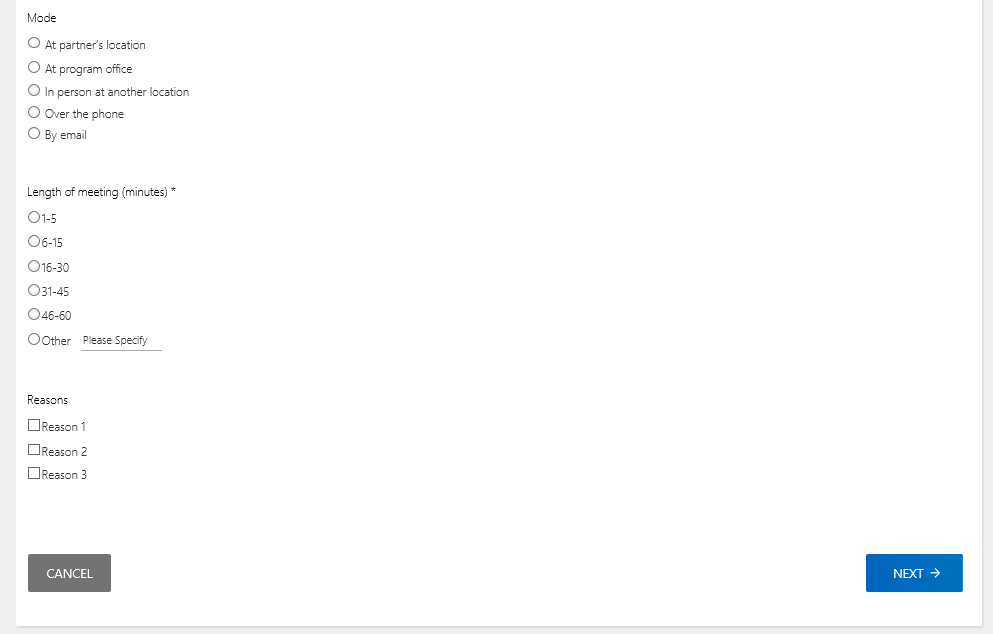 Mode
At partner's location
At program office
In person at another location
Over the phone
By email
Length of meeting (minutes) *
1-5
6-15
16-30
31-45
46-60
Other Please Specify
Reasons
Reason 1
Reason 2
Reason 3
CANCEL NEXT →